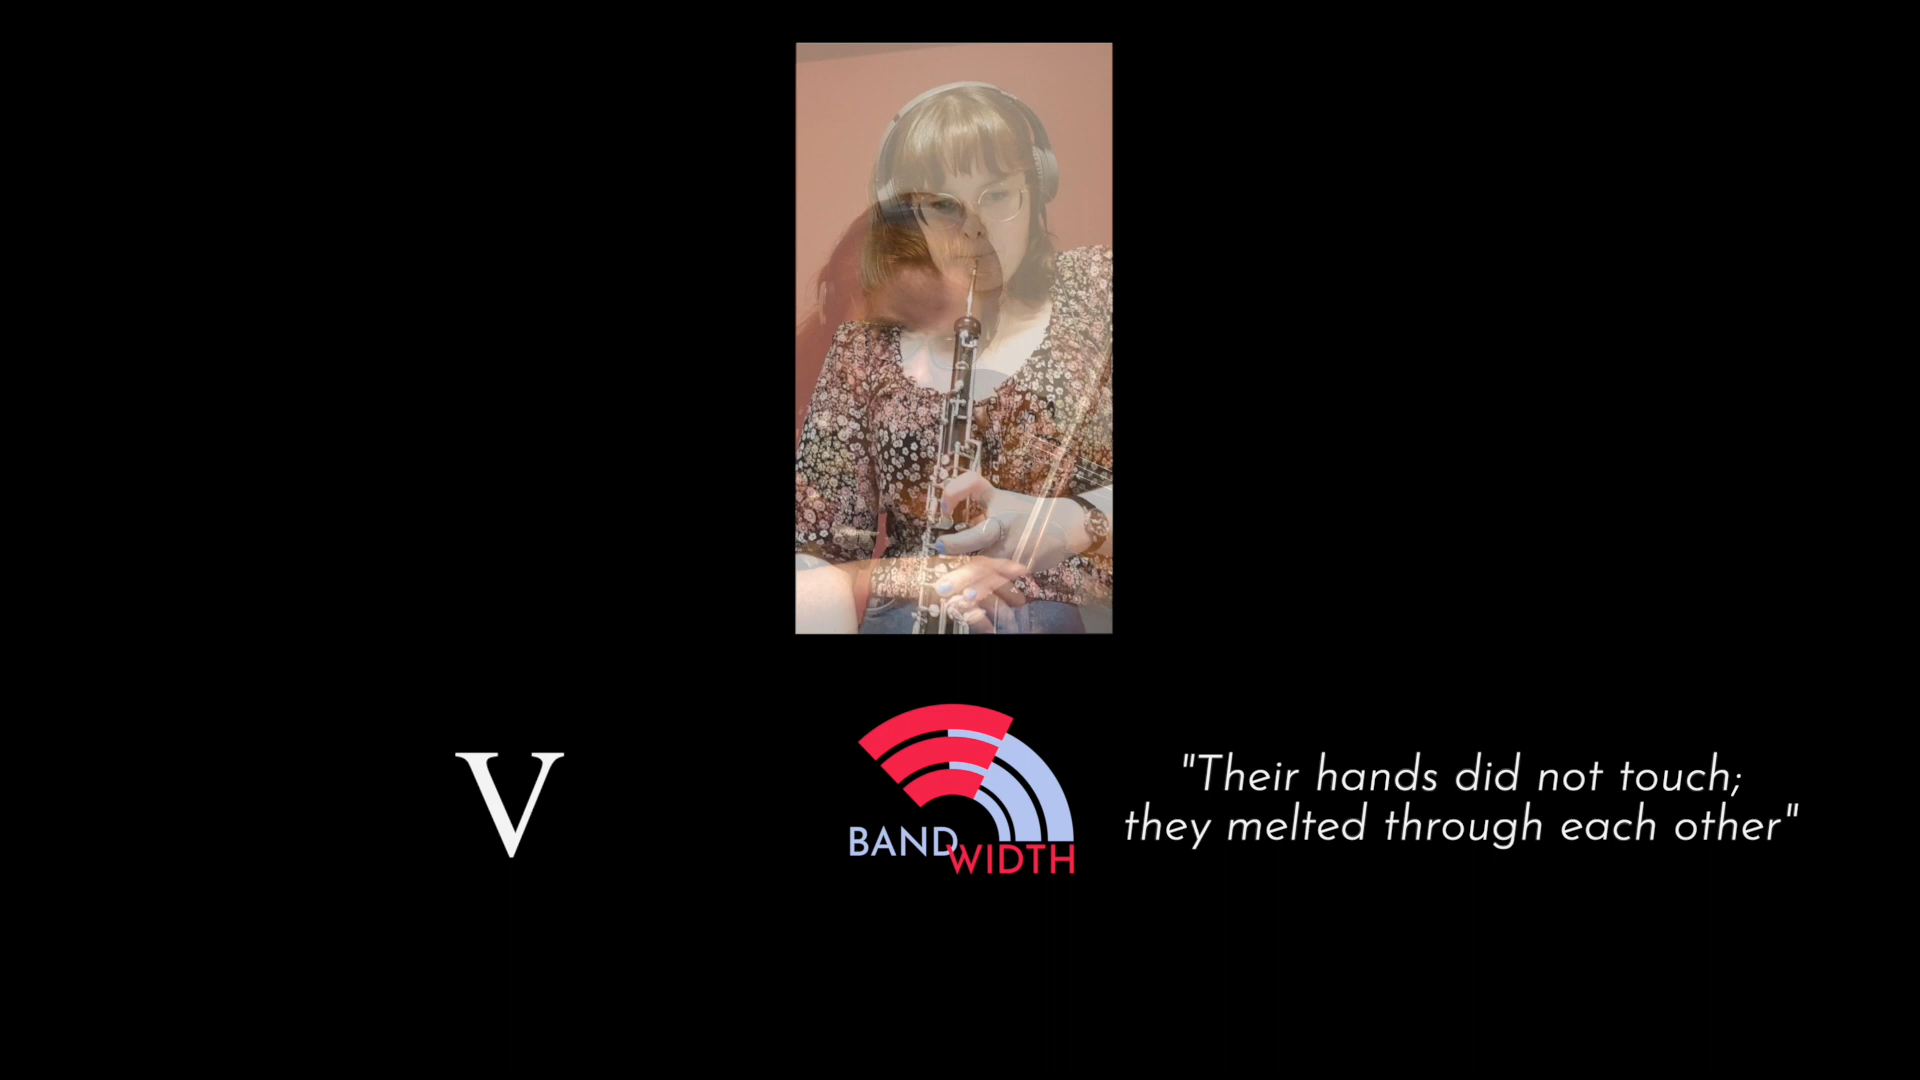 V
BAND
WIDTH
"Their hands did not touch;
they melted through each other"